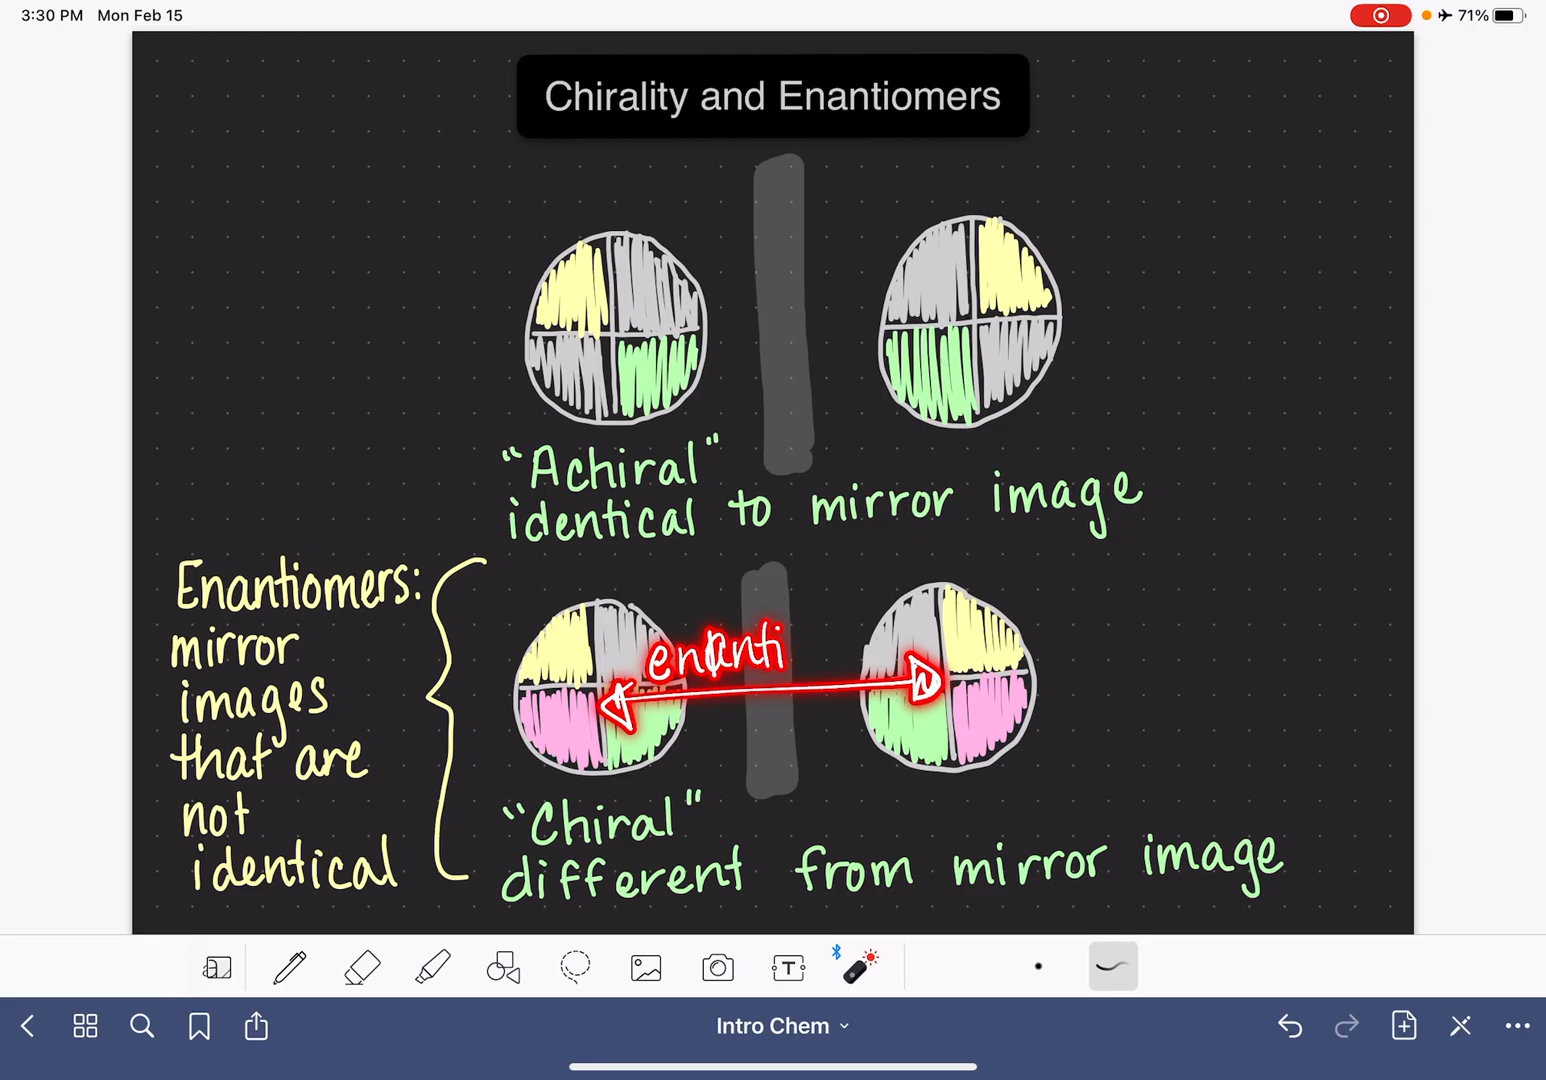 3:30 PM Mon Feb 15
71%
Chirality and Enantiomers
"Achiral"
identical to mirror image
Enantiomers:
mirror
images
that are
not
identical
enanti
"Chiral"
different from mirror image
T
Intro Chem